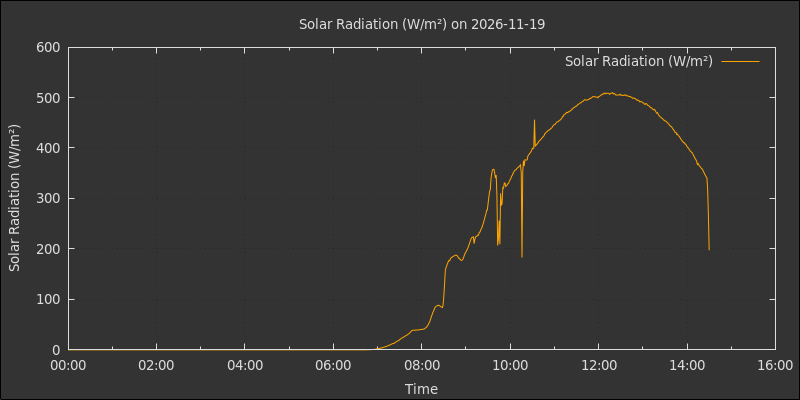 Solar Radiation (W/m²) on 2026-11-19
Solar Radiation (W/m²)
600
500
400
300
200
100
0
Solar Radiation (W/m²)
00:00 02:00 04:00 06:00 08:00 10:00 12:00 14:00 16:00
Time